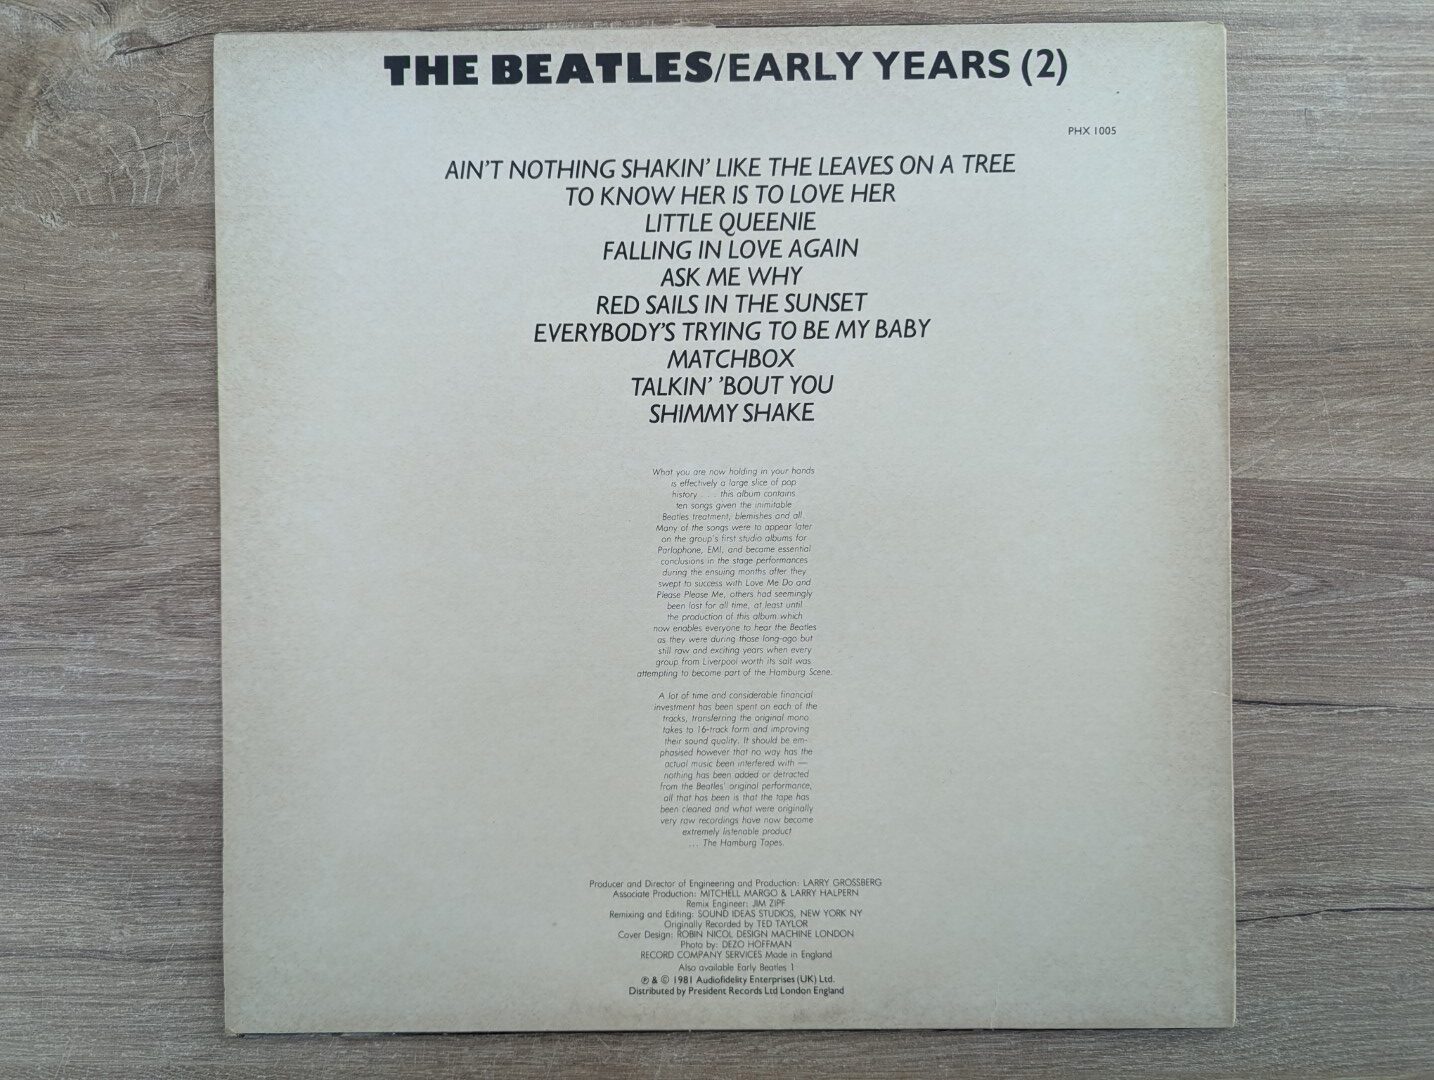 THE BEATLES/EARLY YEARS (2)
PHX 1005
AIN'T NOTHING SHAKIN' LIKE THE LEAVES ON A TREE
TO KNOW HER IS TO LOVE HER
LITTLE QUEENIE
FALLING IN LOVE AGAIN
ASK ME WHY
RED SAILS IN THE SUNSET
EVERYBODY'S TRYING TO BE MY BABY
MATCHBOX
TALKIN' 'BOUT YOU
SHIMMY SHAKE
What you are now holding in your hands
is effectively a large slice of pop
history . . . this album contains
ten songs given the inimitable
Beatles treatment, blemishes and all.
Many of the songs were to appear later
on the group's first studio albums for
Parlophone, EMI, and became essential
conclusions in the stage performances
during the ensuing months after they
swept to success with Love Me Do and
Please Please Me, others had seemingly
been lost for all time, at least until
the production of this album which
now enables everyone to hear the Beatles
as they were during those long-ago but
still raw and exciting years when every
group from Liverpool worth its salt was
attempting to become part of the Hamburg Scene.
A lot of time and considerable financial
investment has been spent on each of the
tracks, transferring the original mono
takes to 16-track form and improving
their sound quality. It should be em-
phasised however that no way has the
actual music been interfered with —
nothing has been added or detracted
from the Beatles' original performance,
all that has been is that the tape has
been cleaned and what were originally
very raw recordings have now become
extremely listenable product
... The Hamburg Tapes.
Producer and Director of Engineering and Production: LARRY GROSSBERG
Associate Production: MITCHELL MARGO & LARRY HALPERN
Remix Engineer: JIM ZIPF
Remixing and Editing: SOUND IDEAS STUDIOS, NEW YORK NY
Originally Recorded by TED TAYLOR
Cover Design: ROBIN NICOL DESIGN MACHINE LONDON
Photo by: DEZO HOFFMAN
RECORD COMPANY SERVICES Made in England
Also available Early Beatles 1
℗ & © 1981 Audiofidelity Enterprises (UK) Ltd.
Distributed by President Records Ltd London England